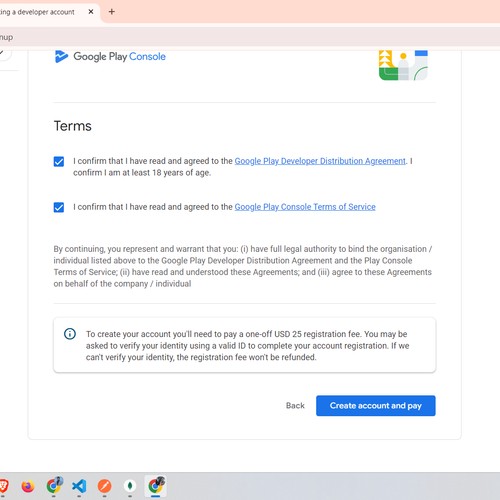 ing a developer account
nup
Google Play Console
Terms
I confirm that I have read and agreed to the Google Play Developer Distribution Agreement. I
confirm I am at least 18 years of age.
I confirm that I have read and agreed to the Google Play Console Terms of Service
By continuing, you represent and warrant that you: (i) have full legal authority to bind the organisation /
individual listed above to the Google Play Developer Distribution Agreement and the Play Console
Terms of Service; (ii) have read and understood these Agreements; and (iii) agree to these Agreements
on behalf of the company / individual
To create your account you'll need to pay a one-off USD 25 registration fee. You may be
asked to verify your identity using a valid ID to complete your account registration. If we
can't verify your identity, the registration fee won't be refunded.
Back
Create account and pay